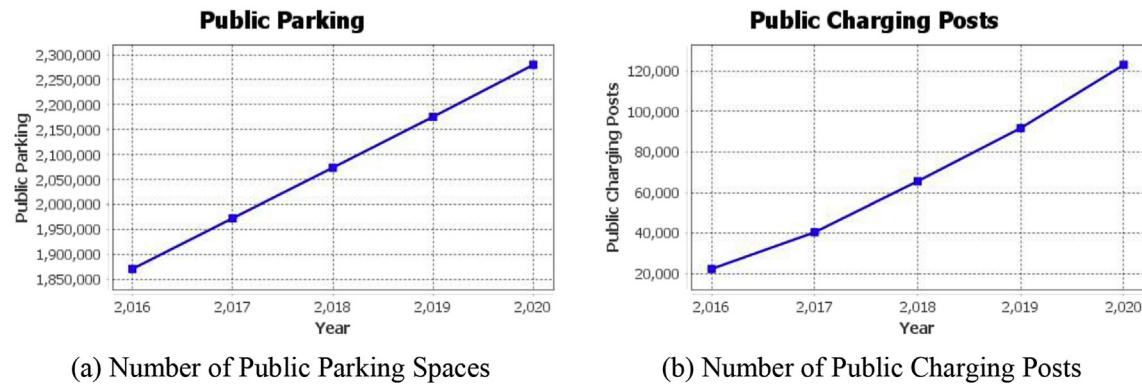 Public Parking
2,300,000
2,250,000
2,200,000
2,150,000
2,100,000
2,050,000
2,000,000
1,950,000
1,900,000
1,850,000
Public Parking
2,016 2,017 2,018 2,019 2,020
Year
(a) Number of Public Parking Spaces
Public Charging Posts
120,000
100,000
80,000
60,000
40,000
20,000
Public Charging Posts
2,016 2,017 2,018 2,019 2,020
Year
(b) Number of Public Charging Posts